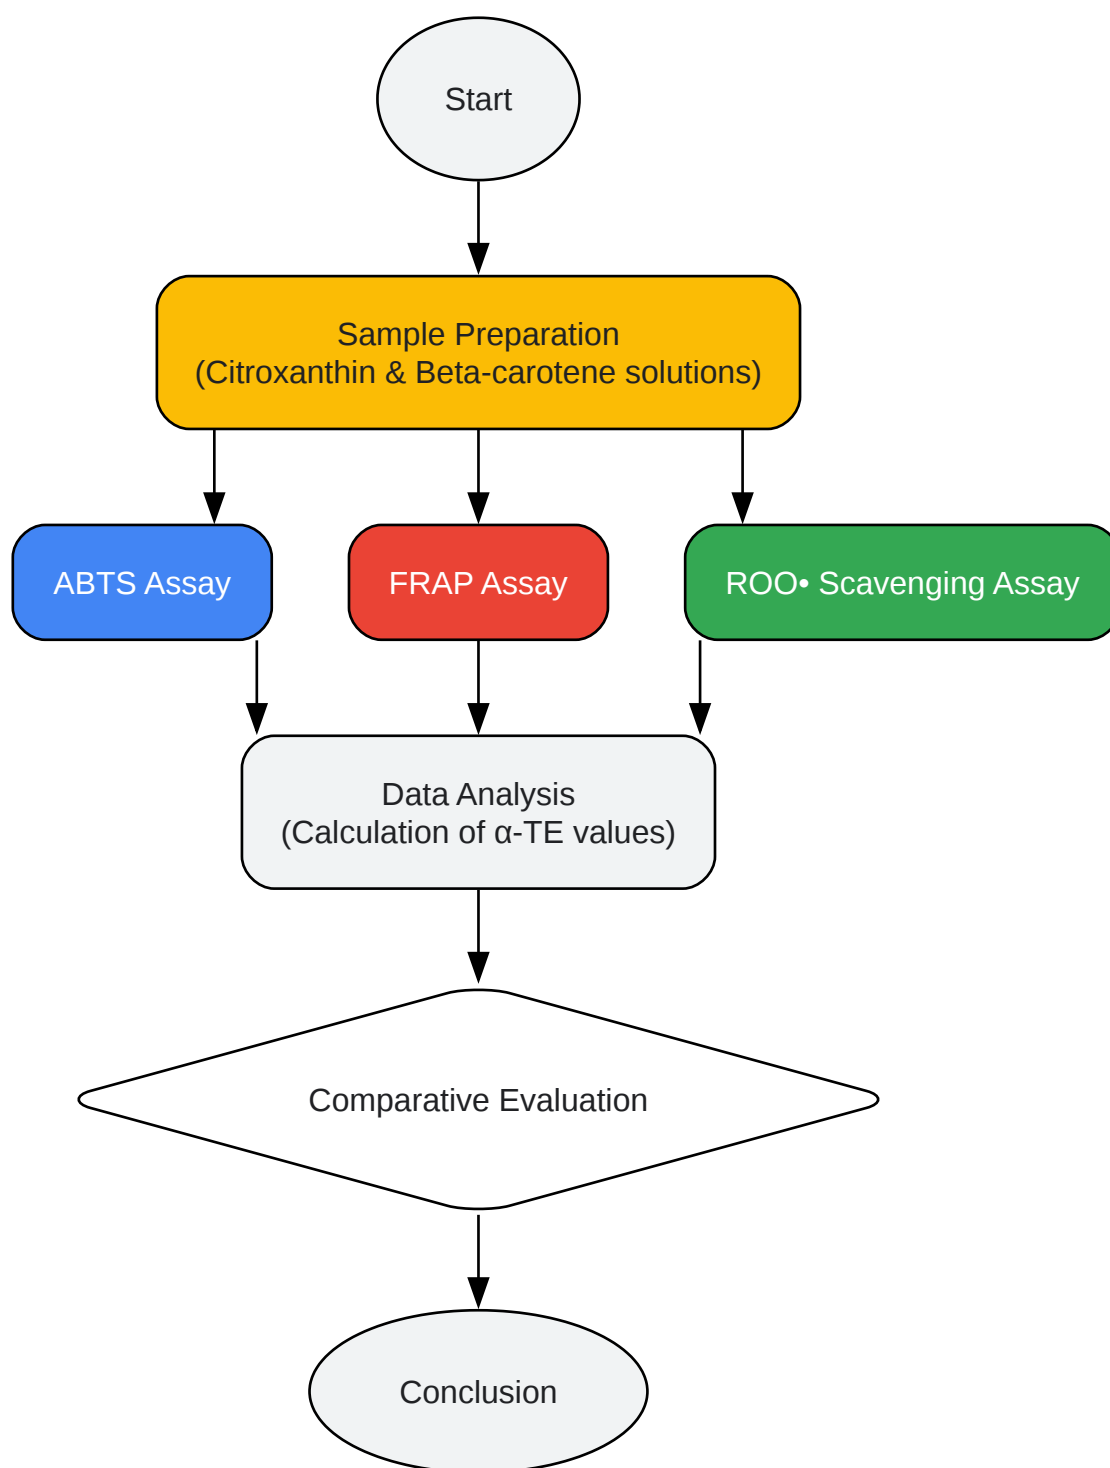 Start
Sample Preparation
(Citroxanthin & Beta-carotene solutions)
ABTS Assay
FRAP Assay
ROO• Scavenging Assay
Data Analysis
(Calculation of α-TE values)
Comparative Evaluation
Conclusion